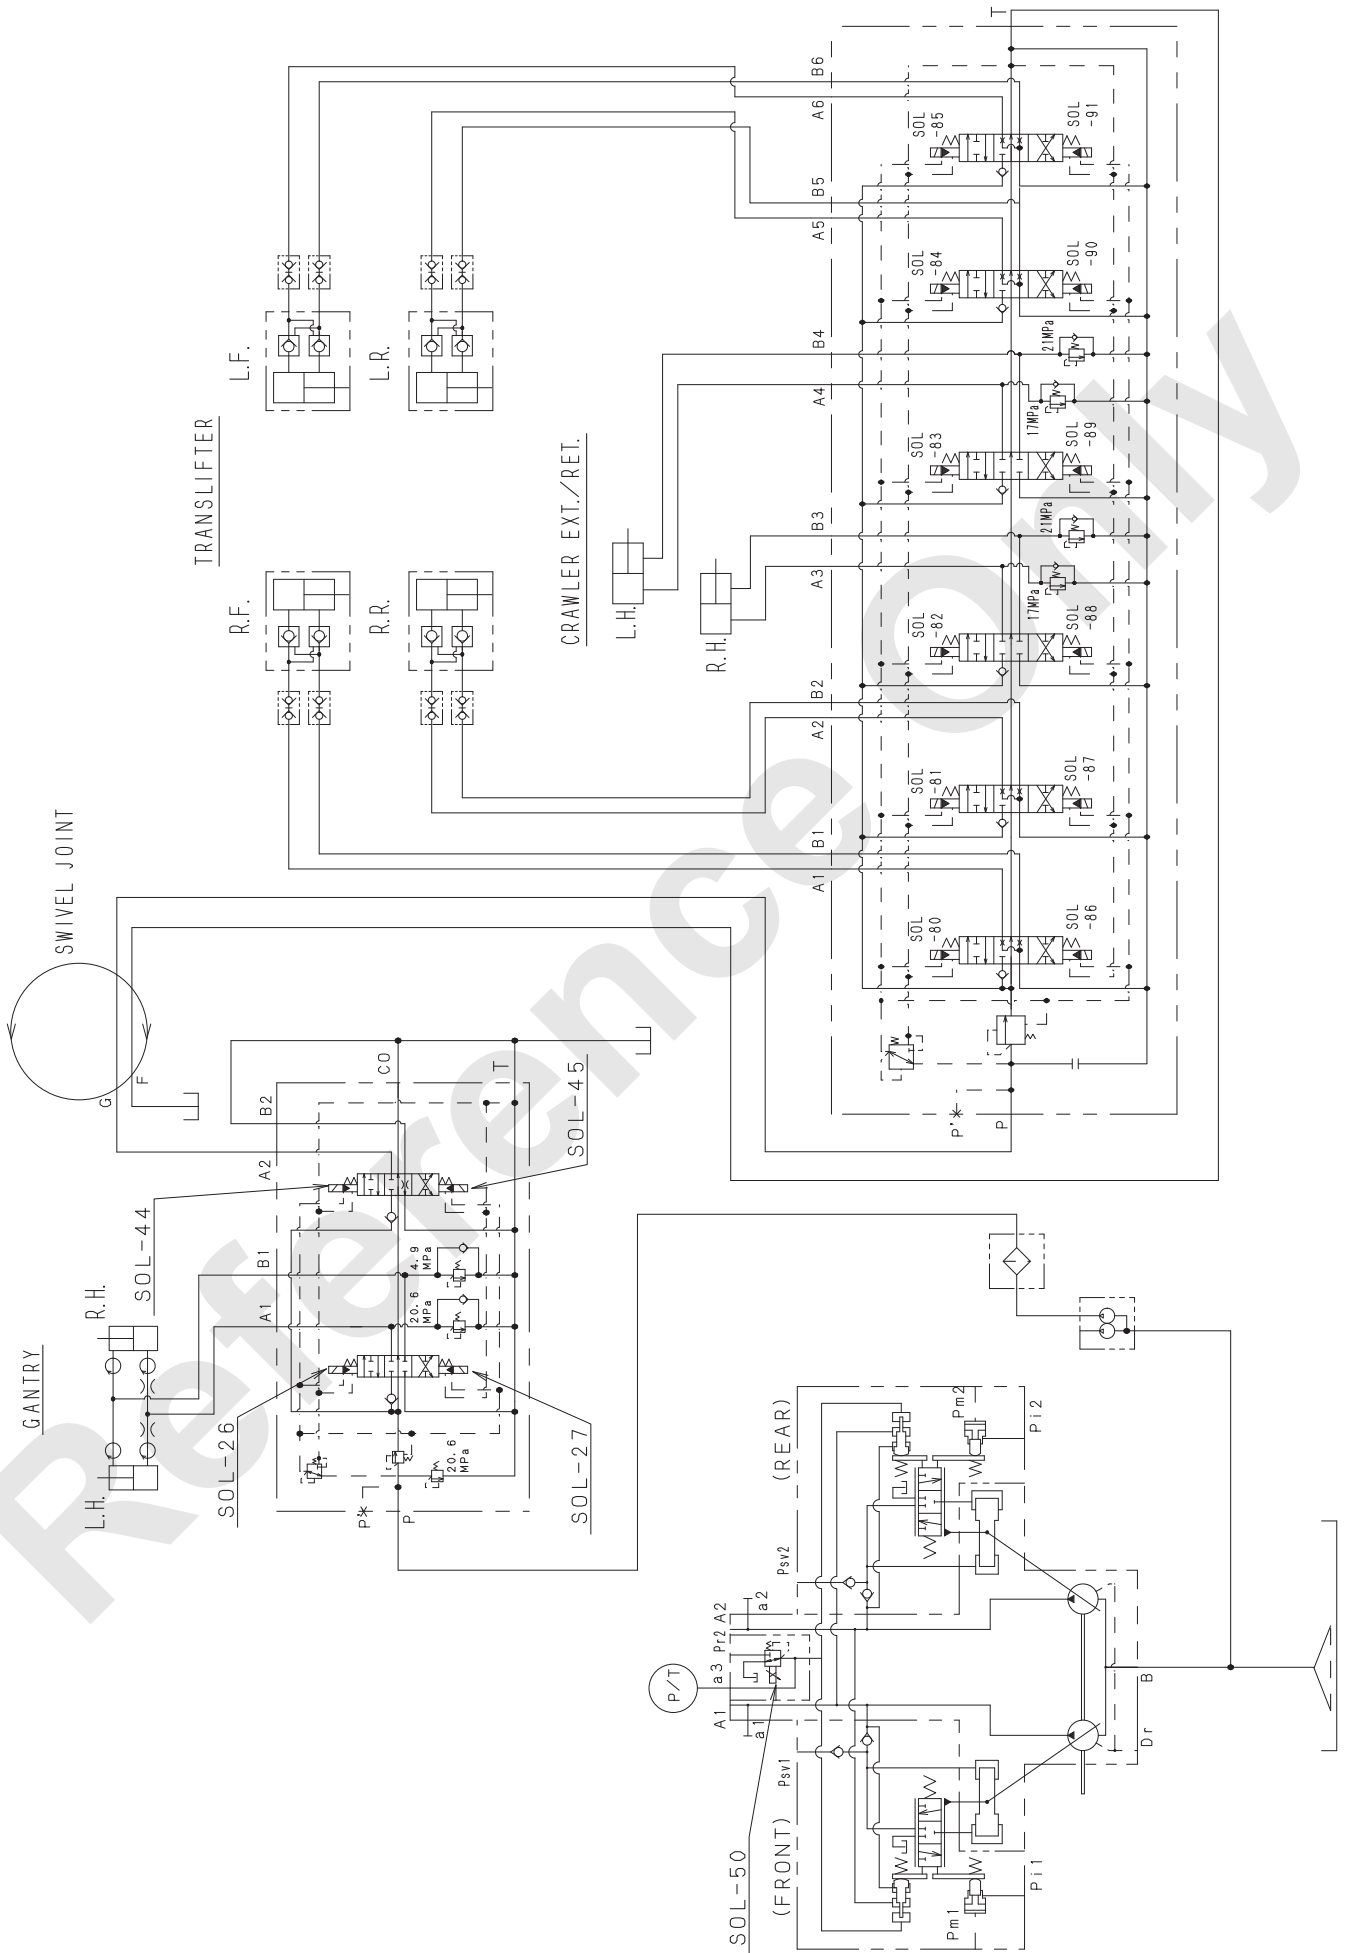 GANTRY
L.H.
R.H.
SOL-26
SOL-44
SOL-27
SOL-45
A1
B1
A2
B2
CO
T
P'
P
20.6
MPa
20.6
MPa
4.9
MPa
SWIVEL JOINT
G
F
TRANSLIFTER
R.F.
L.F.
R.R.
L.R.
CRAWLER EXT./RET.
L.H.
R.H.
A1
B1
A2
B2
A3
B3
A4
B4
A5
B5
A6
B6
T
SOL
-80
SOL
-81
SOL
-82
SOL
-83
SOL
-84
SOL
-85
SOL
-86
SOL
-87
SOL
-88
SOL
-89
SOL
-90
SOL
-91
17MPa
21MPa
17MPa
21MPa
P'
P
P/T
SOL-50
(FRONT)
(REAR)
Psv1
Psv2
A1
a1
a3
Pr2
A2
a2
Pm1
Pi1
Pm2
Pi2
Dr
B
Reference Only